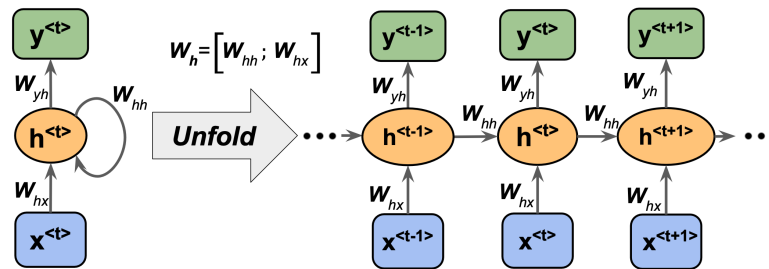 y<t>
W_yh
W_hh
h<t>
W_hx
x<t>
W_h=[W_hh ; W_hx]
Unfold
y<t-1>
y<t>
y<t+1>
W_yh
W_yh
W_yh
h<t-1>
W_hh
h<t>
W_hh
h<t+1>
W_hx
W_hx
W_hx
x<t-1>
x<t>
x<t+1>